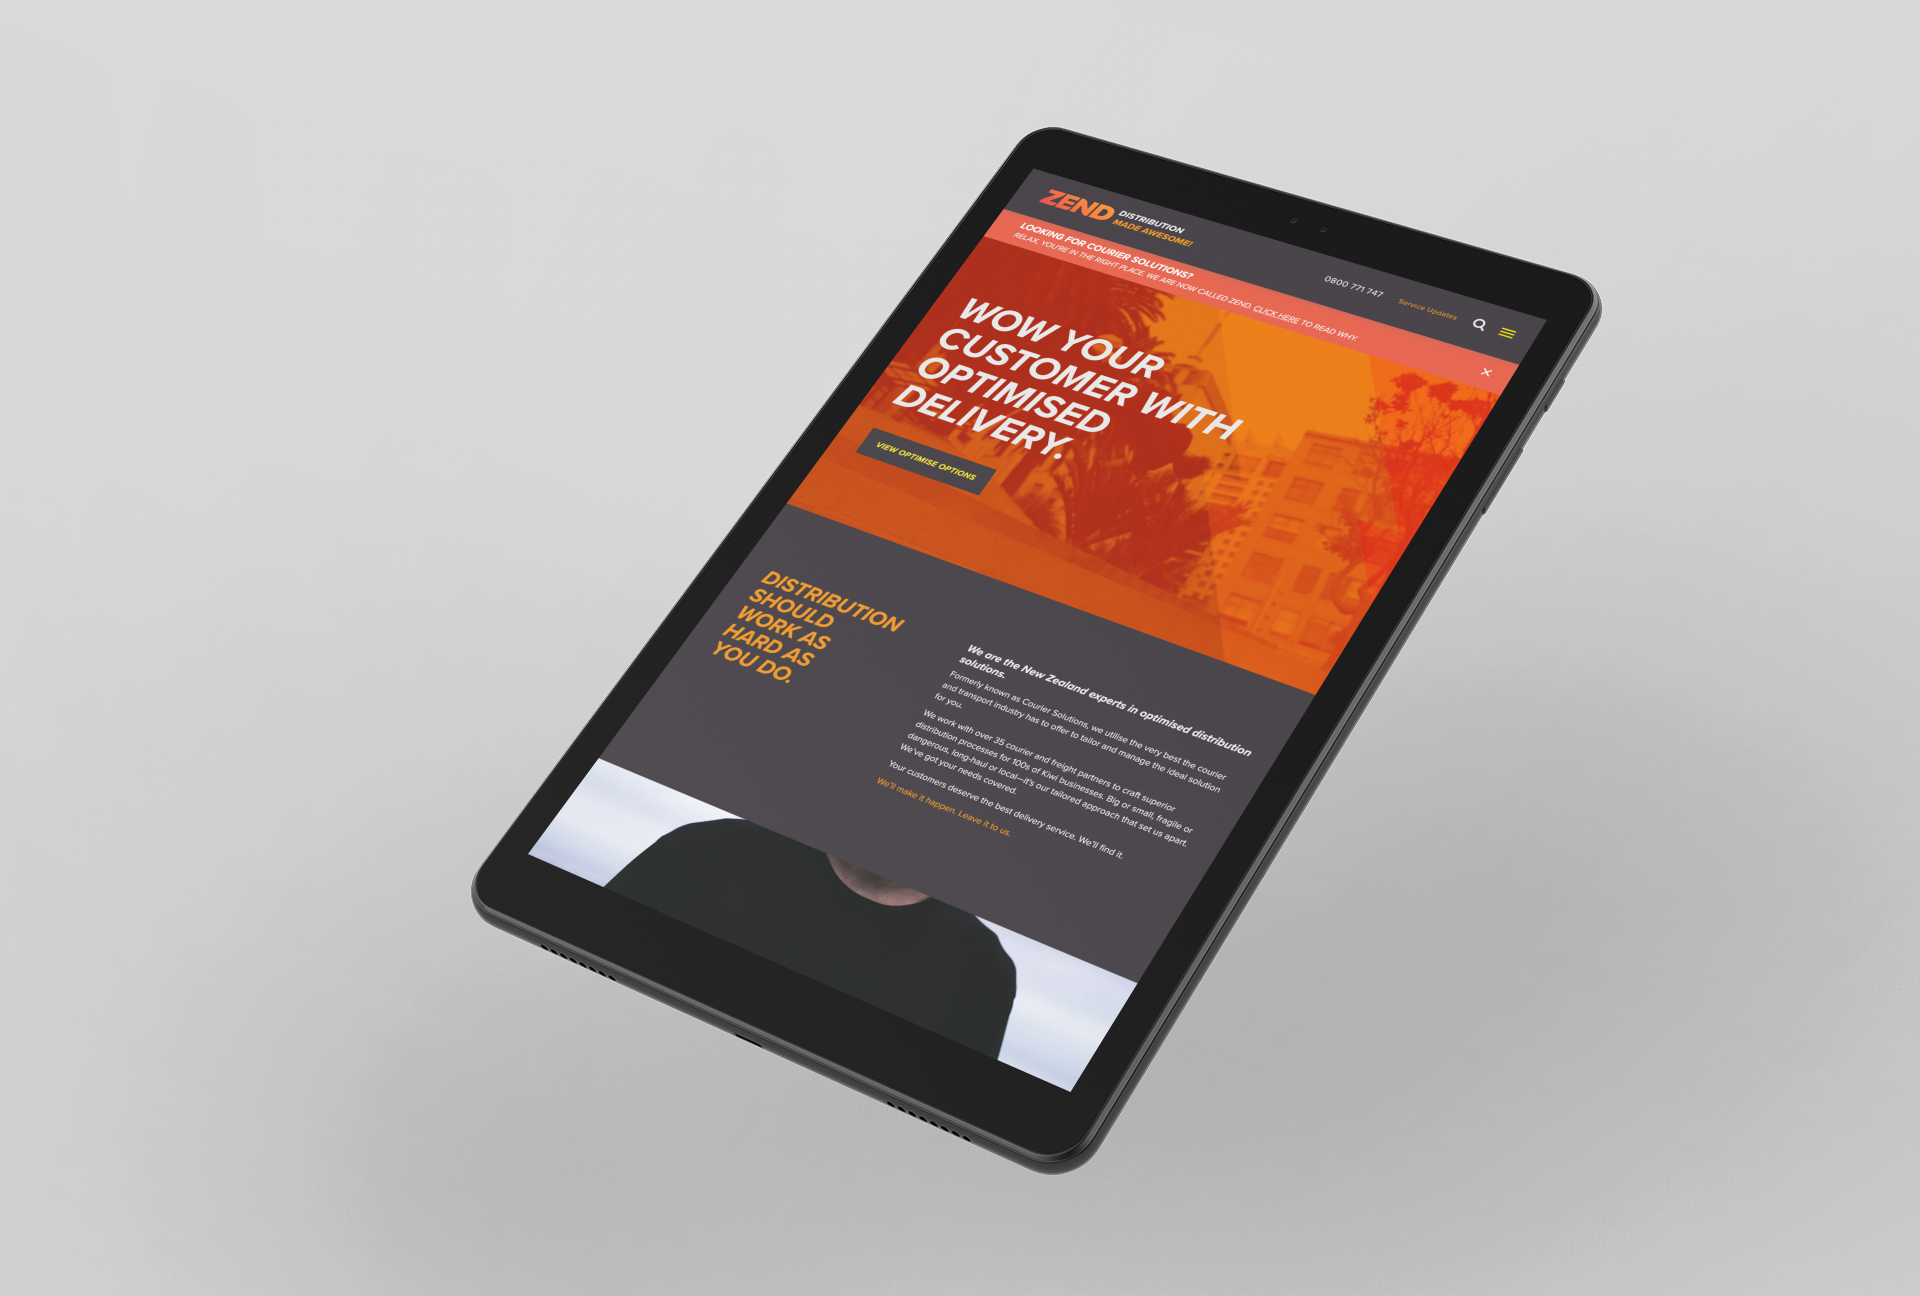 ZEND DISTRIBUTION
MADE AWESOME!
0800 771 747
Service Updates
LOOKING FOR COURIER SOLUTIONS?
RELAX, YOU'RE IN THE RIGHT PLACE. WE ARE NOW CALLED ZEND. CLICK HERE TO READ WHY.
WOW YOUR
CUSTOMER WITH
OPTIMISED
DELIVERY.
VIEW OPTIMISE OPTIONS
DISTRIBUTION
SHOULD
WORK AS
HARD AS
YOU DO.
We are the New Zealand experts in optimised distribution
solutions.
Formerly known as Courier Solutions, we utilise the very best the courier
and transport industry has to offer to tailor and manage the ideal solution
for you.
We work with over 35 courier and freight partners to craft superior
distribution processes for 100s of Kiwi businesses. Big or small, fragile or
dangerous, long-haul or local—it's our tailored approach that set us apart.
We've got your needs covered.
Your customers deserve the best delivery service. We'll find it.
We'll make it happen. Leave it to us.